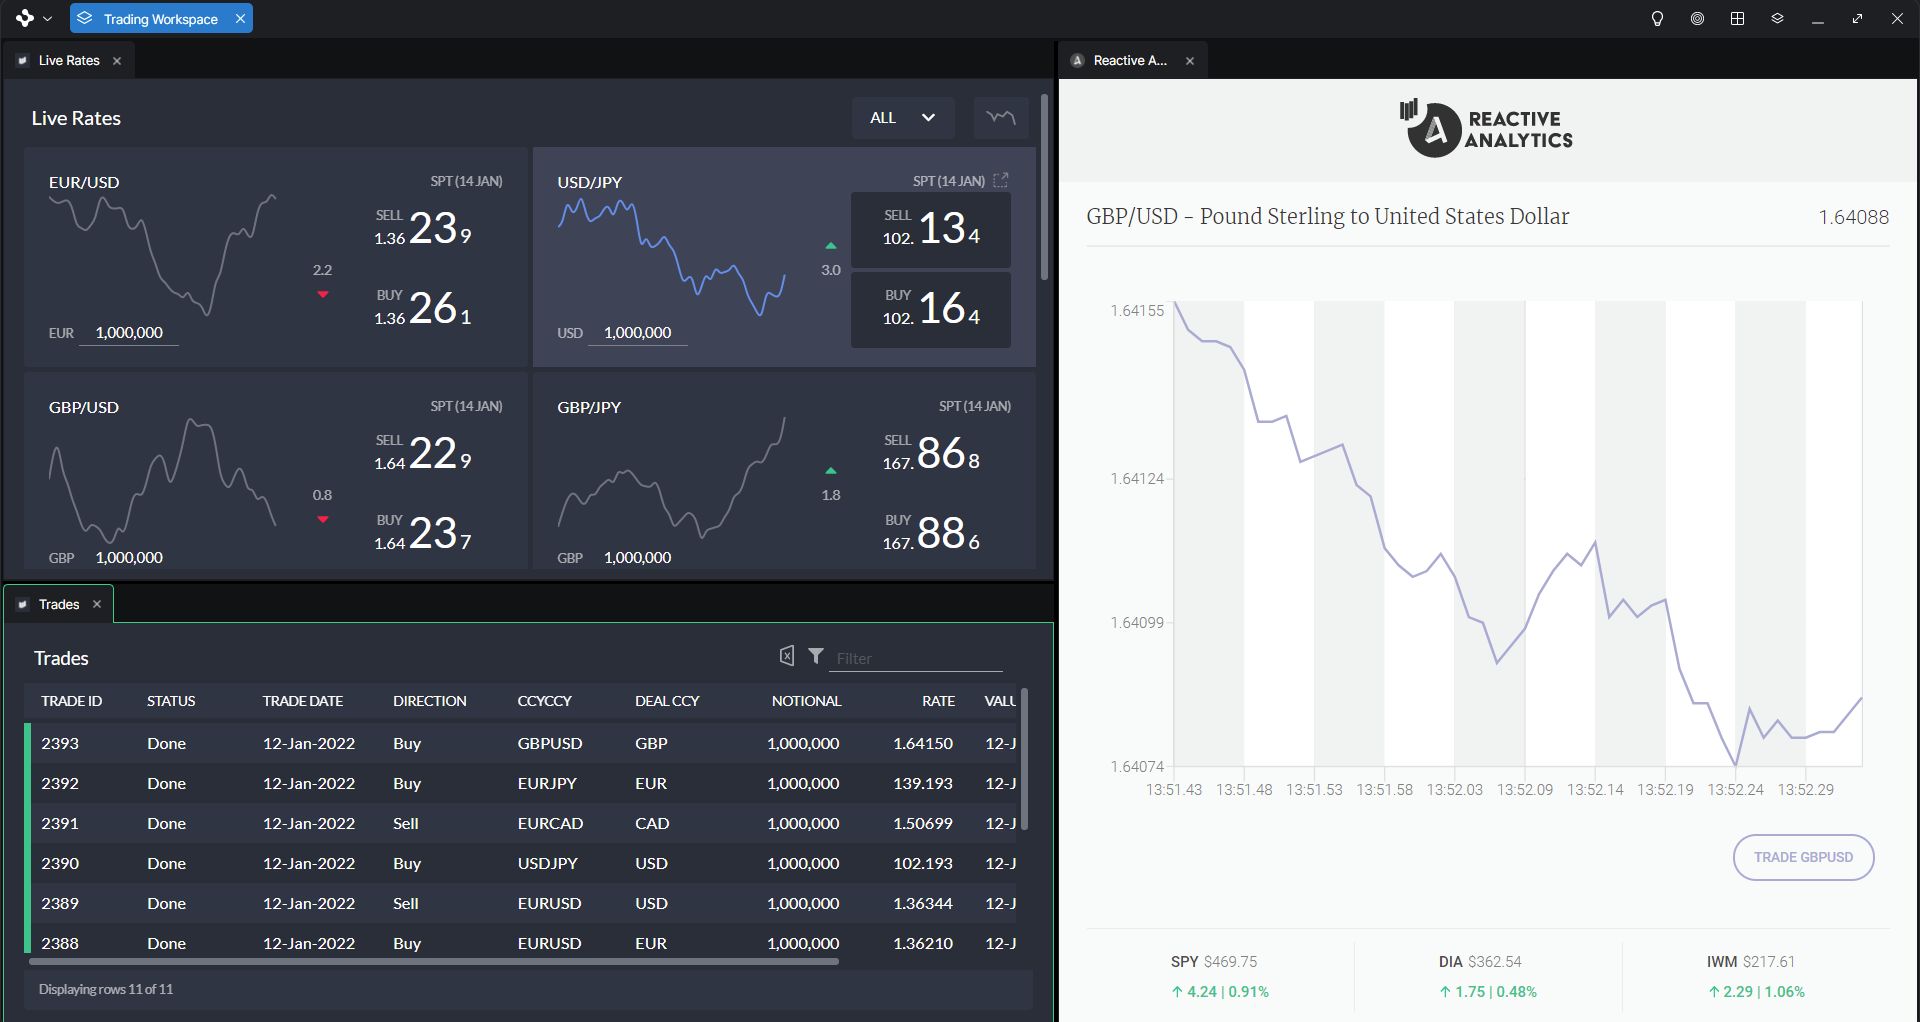 Trading Workspace
Live Rates
Live Rates
ALL
EUR/USD
SPT (14 JAN)
SELL
1.36 23 9
2.2
BUY
1.36 26 1
EUR 1,000,000
USD/JPY
SPT (14 JAN)
SELL
102. 13 4
3.0
BUY
102. 16 4
USD 1,000,000
GBP/USD
SPT (14 JAN)
SELL
1.64 22 9
0.8
BUY
1.64 23 7
GBP 1,000,000
GBP/JPY
SPT (14 JAN)
SELL
167. 86 8
1.8
BUY
167. 88 6
GBP 1,000,000
Trades
Trades
Filter
TRADE ID STATUS TRADE DATE DIRECTION CCYCCY DEAL CCY NOTIONAL RATE VALU
2393 Done 12-Jan-2022 Buy GBPUSD GBP 1,000,000 1.64150 12-J
2392 Done 12-Jan-2022 Buy EURJPY EUR 1,000,000 139.193 12-J
2391 Done 12-Jan-2022 Sell EURCAD CAD 1,000,000 1.50699 12-J
2390 Done 12-Jan-2022 Buy USDJPY USD 1,000,000 102.193 12-J
2389 Done 12-Jan-2022 Sell EURUSD USD 1,000,000 1.36344 12-J
2388 Done 12-Jan-2022 Buy EURUSD EUR 1,000,000 1.36210 12-J
Displaying rows 11 of 11
Reactive A...
REACTIVE
ANALYTICS
GBP/USD - Pound Sterling to United States Dollar 1.64088
1.64155
1.64124
1.64099
1.64074
13:51.43 13:51.48 13:51.53 13:51.58 13:52.03 13:52.09 13:52.14 13:52.19 13:52.24 13:52.29
TRADE GBPUSD
SPY $469.75
↑ 4.24 | 0.91%
DIA $362.54
↑ 1.75 | 0.48%
IWM $217.61
↑ 2.29 | 1.06%